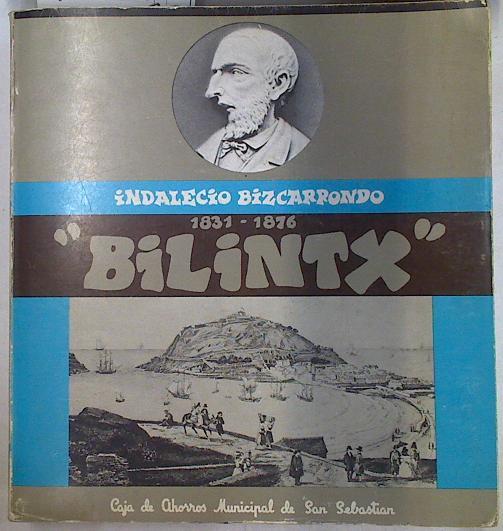 iNDALECiO BiZCARRONDO
1831 - 1876
"BiLiNTX"
Caja de Ahorros Municipal de San Sebastian